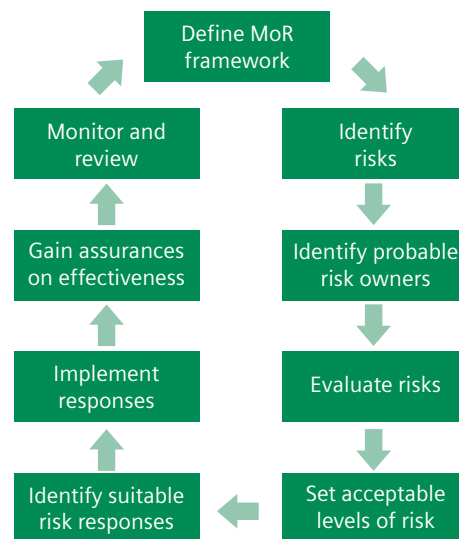 Define MoR
framework
Identify
risks
Identify probable
risk owners
Evaluate risks
Set acceptable
levels of risk
Identify suitable
risk responses
Implement
responses
Gain assurances
on effectiveness
Monitor and
review